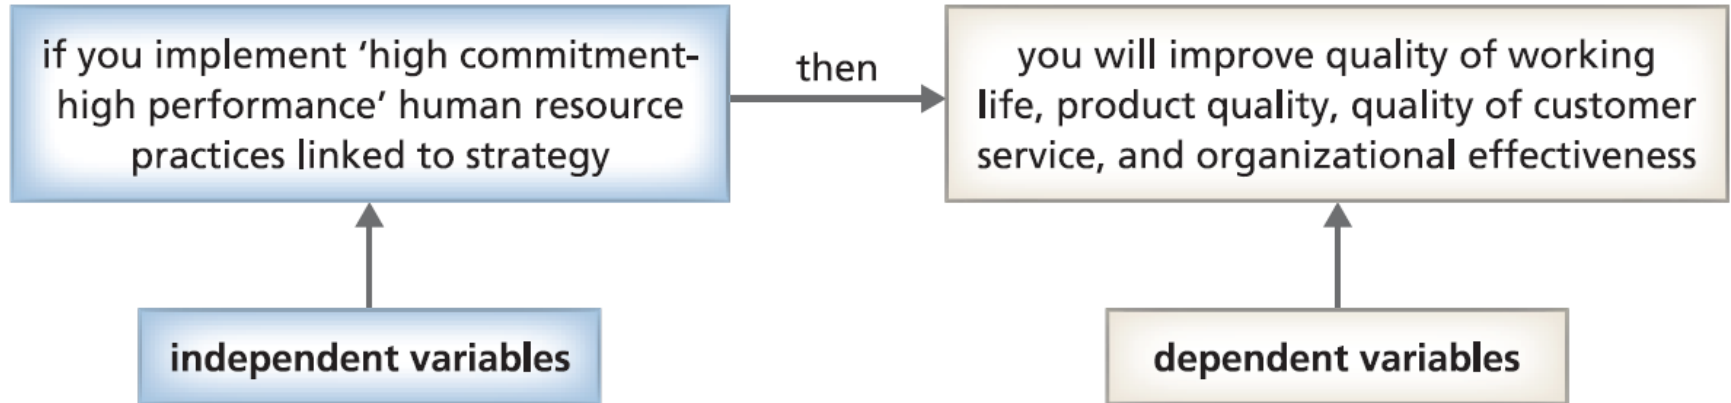 if you implement ‘high commitment-
high performance’ human resource
practices linked to strategy
then
you will improve quality of working
life, product quality, quality of customer
service, and organizational effectiveness
independent variables
dependent variables